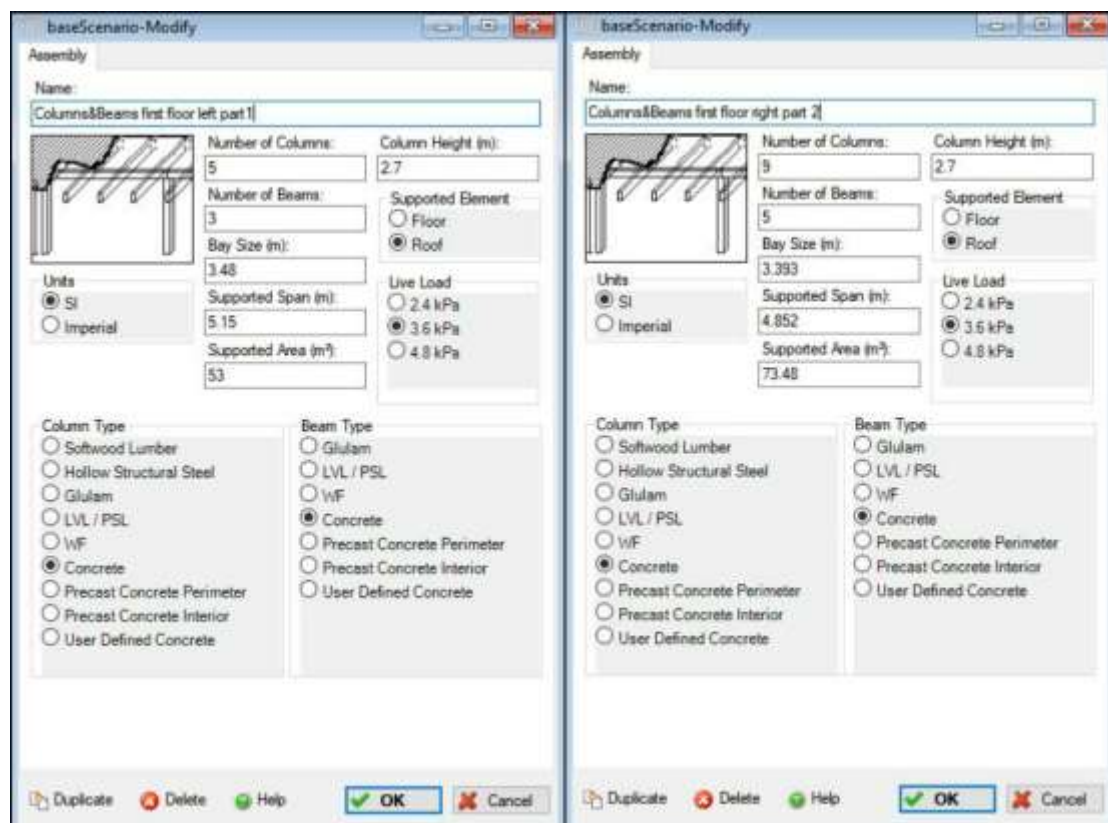 baseScenario-Modify
Assembly
Name:
Columns&Beams first floor left part1
Number of Columns:
Column Height (m):
5
2.7
Number of Beams:
Supported Element
3
Floor
Roof
Bay Size (m):
3.48
Units
SI
Imperial
Live Load
2.4 kPa
3.6 kPa
4.8 kPa
Supported Span (m):
5.15
Supported Area (m²):
53
Column Type
Softwood Lumber
Hollow Structural Steel
Glulam
LVL / PSL
WF
Concrete
Precast Concrete Perimeter
Precast Concrete Interior
User Defined Concrete
Beam Type
Glulam
LVL / PSL
WF
Concrete
Precast Concrete Perimeter
Precast Concrete Interior
User Defined Concrete
Duplicate
Delete
Help
OK
Cancel
baseScenario-Modify
Assembly
Name:
Columns&Beams first floor right part 2
Number of Columns:
Column Height (m):
9
2.7
Number of Beams:
Supported Element
5
Floor
Roof
Bay Size (m):
3.393
Units
SI
Imperial
Live Load
2.4 kPa
3.6 kPa
4.8 kPa
Supported Span (m):
4.852
Supported Area (m²):
73.48
Column Type
Softwood Lumber
Hollow Structural Steel
Glulam
LVL / PSL
WF
Concrete
Precast Concrete Perimeter
Precast Concrete Interior
User Defined Concrete
Beam Type
Glulam
LVL / PSL
WF
Concrete
Precast Concrete Perimeter
Precast Concrete Interior
User Defined Concrete
Duplicate
Delete
Help
OK
Cancel